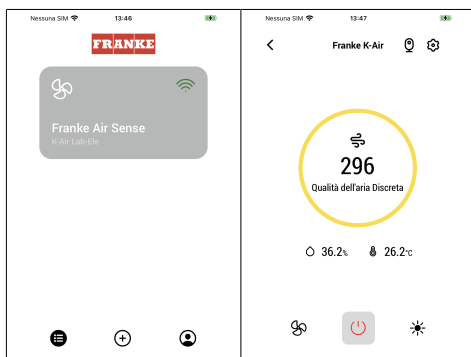 Nessuna SIM 13:46
FRANKE
Franke Air Sense
K-Air Lab-Ele
Nessuna SIM 13:47
Franke K-Air
296
Qualità dell'aria Discreta
36.2% 26.2°C